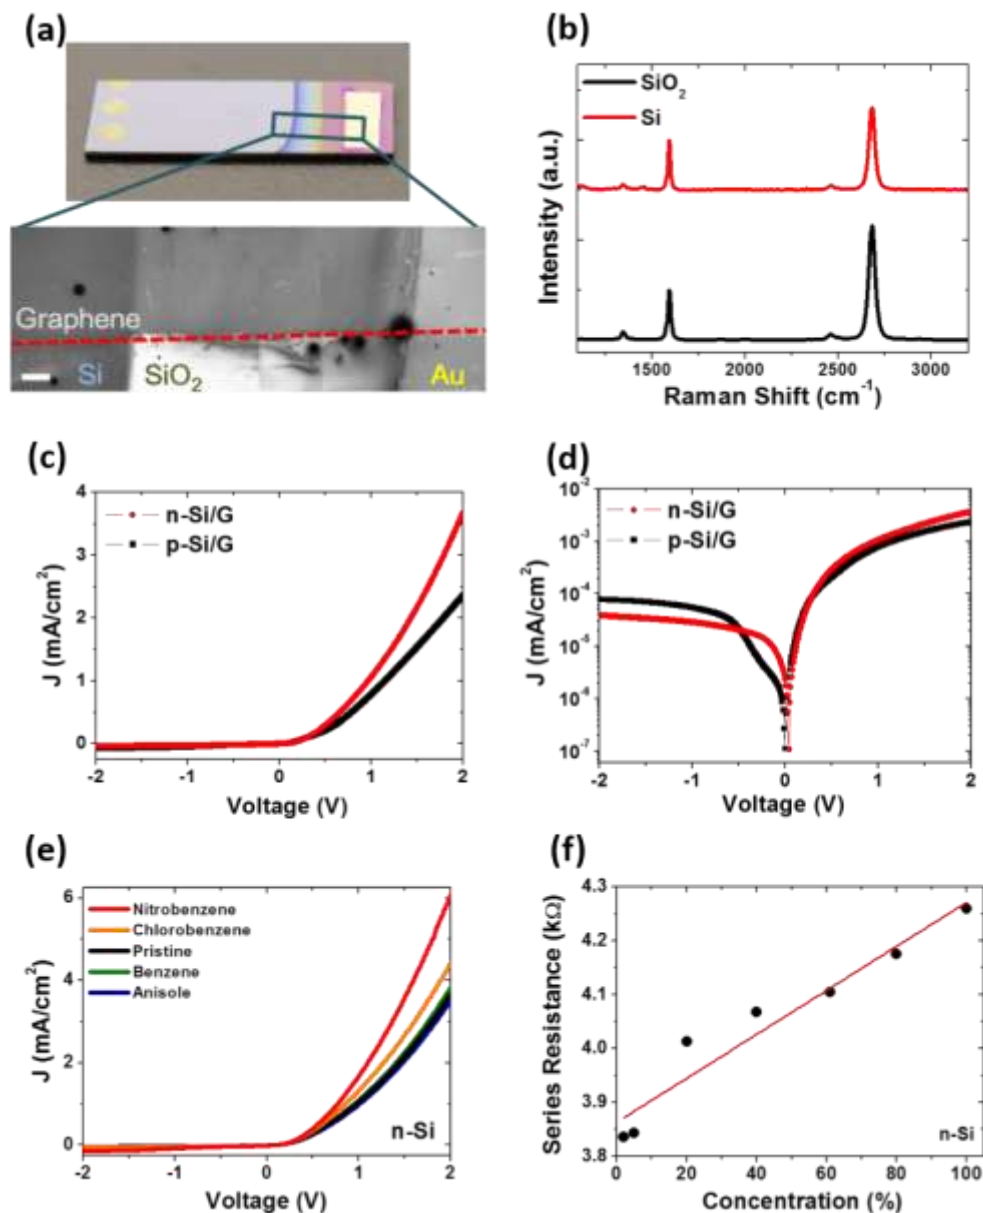 (a)
Graphene
Si
SiO₂
Au
(b)
SiO₂
Si
Intensity (a.u.)
1500 2000 2500 3000
Raman Shift (cm⁻¹)
(c)
n-Si/G
p-Si/G
J (mA/cm²)
4
3
2
1
0
-2 -1 0 1 2
Voltage (V)
(d)
n-Si/G
p-Si/G
J (mA/cm²)
10⁻²
10⁻³
10⁻⁴
10⁻⁵
10⁻⁶
10⁻⁷
-2 -1 0 1 2
Voltage (V)
(e)
Nitrobenzene
Chlorobenzene
Pristine
Benzene
Anisole
J (mA/cm²)
6
4
2
0
n-Si
-2 -1 0 1 2
Voltage (V)
(f)
Series Resistance (kΩ)
4.3
4.2
4.1
4.0
3.9
3.8
n-Si
0 20 40 60 80 100
Concentration (%)